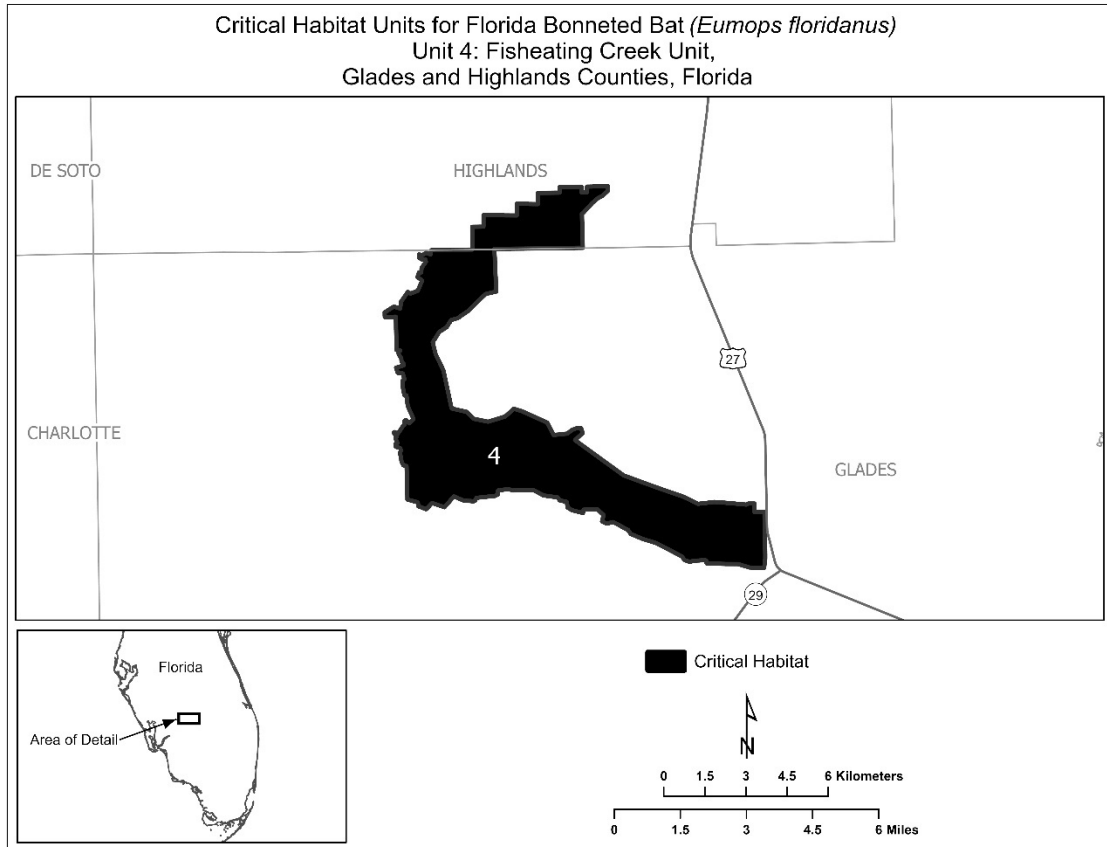 Critical Habitat Units for Florida Bonneted Bat (Eumops floridanus)
Unit 4: Fisheating Creek Unit,
Glades and Highlands Counties, Florida
DE SOTO
HIGHLANDS
27
CHARLOTTE
4
GLADES
29
Florida
Area of Detail
Critical Habitat
N
0 1.5 3 4.5 6 Kilometers
0 1.5 3 4.5 6 Miles